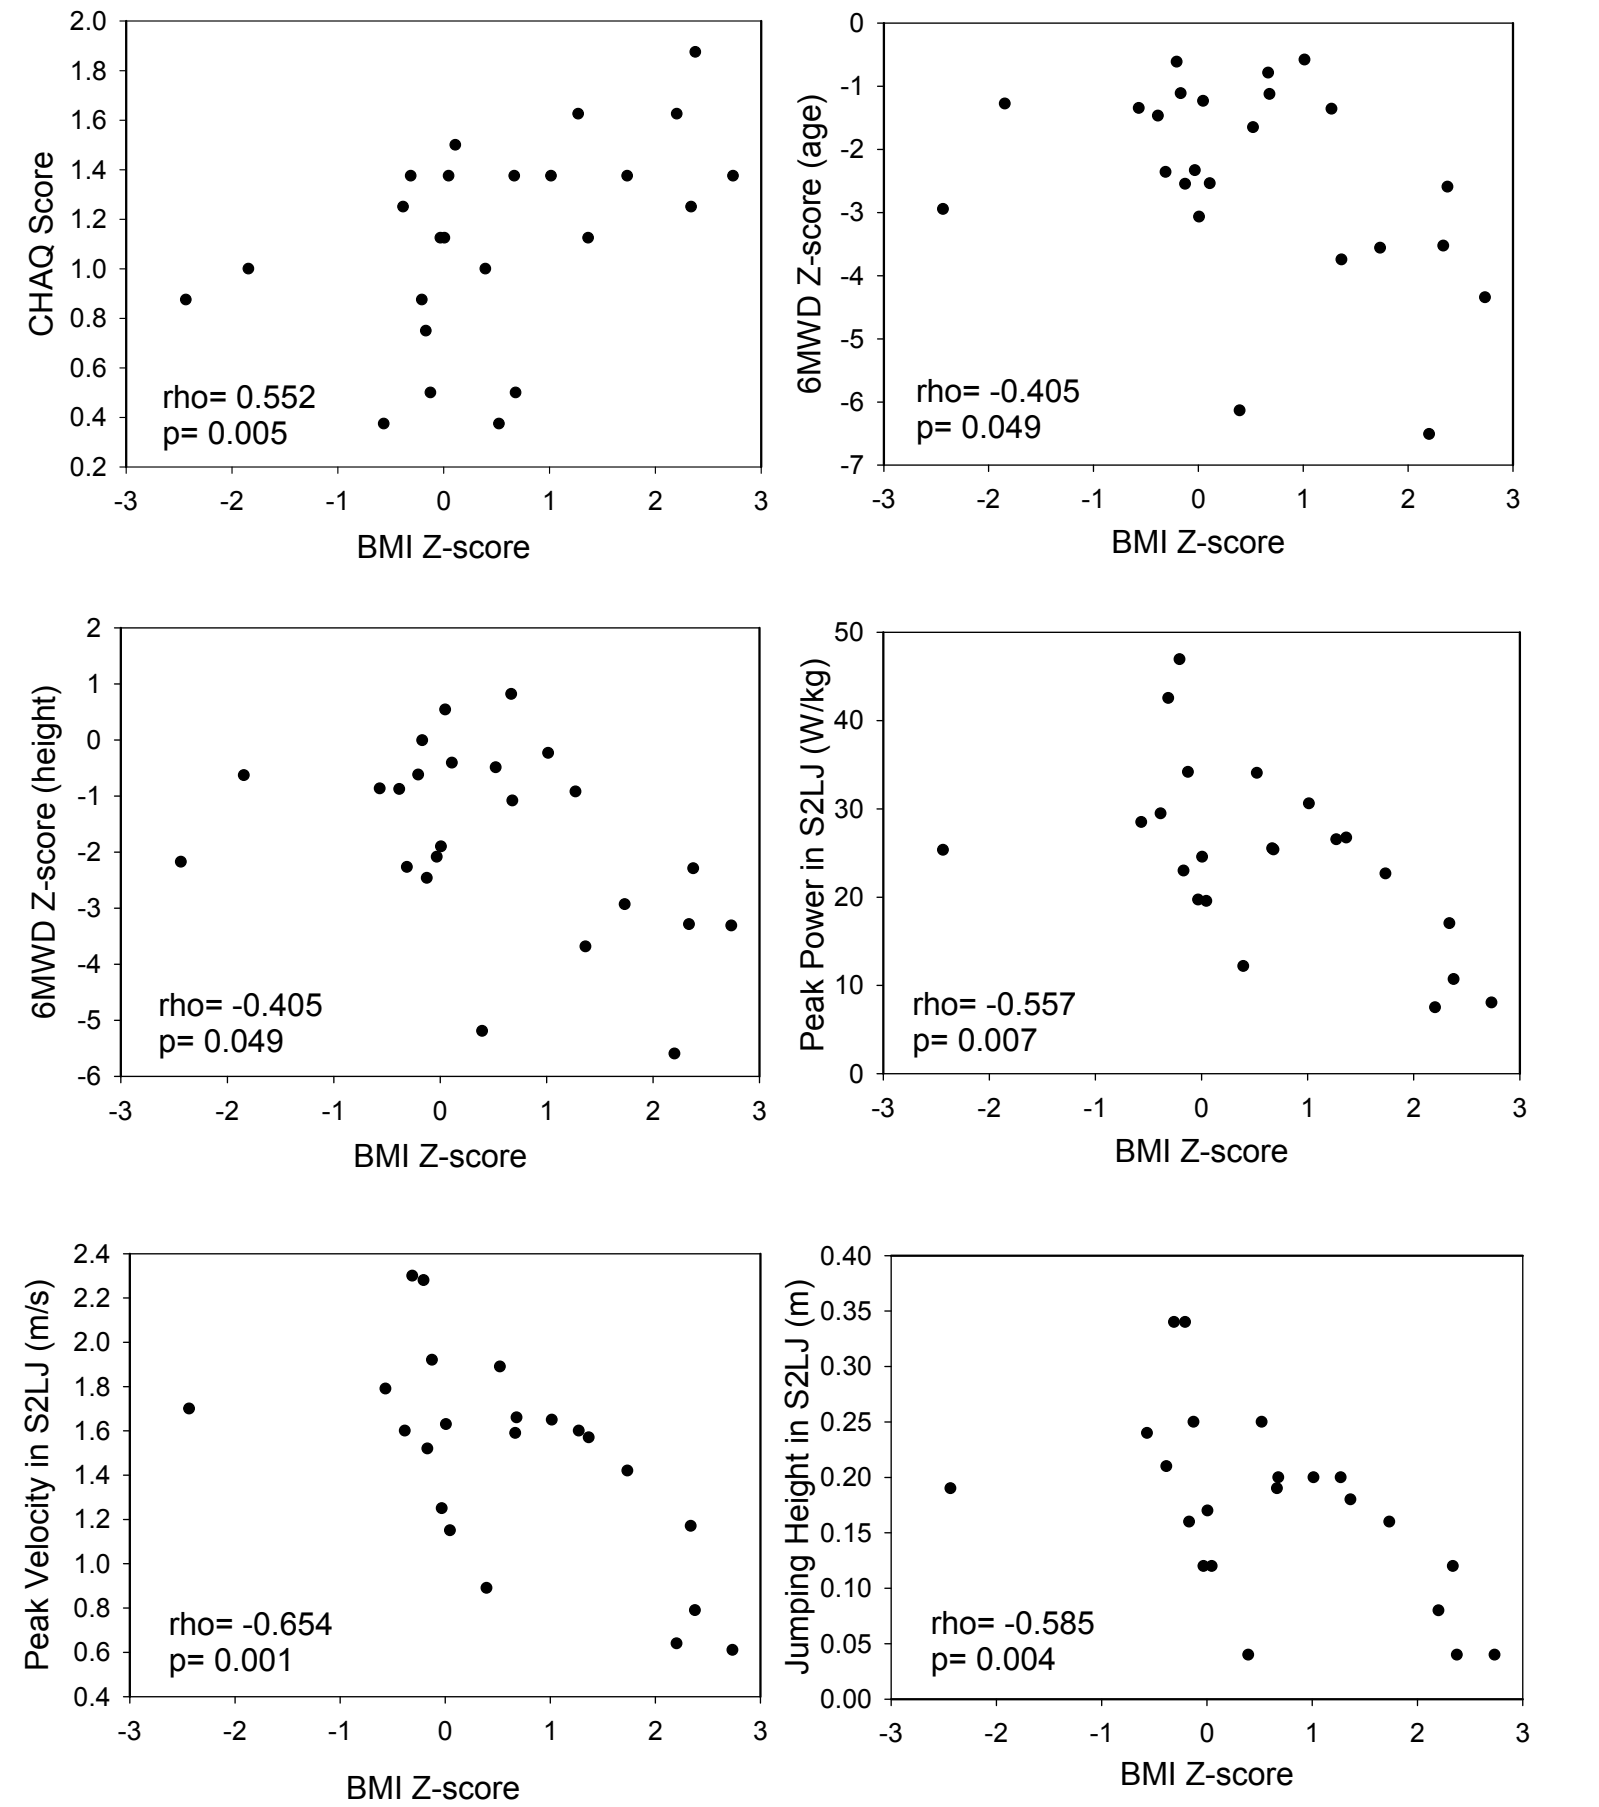 CHAQ Score
2.0
1.8
1.6
1.4
1.2
1.0
0.8
0.6
0.4
0.2
rho= 0.552
p= 0.005
-3 -2 -1 0 1 2 3
BMI Z-score
6MWD Z-score (age)
0
-1
-2
-3
-4
-5
-6
-7
rho= -0.405
p= 0.049
-3 -2 -1 0 1 2 3
BMI Z-score
6MWD Z-score (height)
2
1
0
-1
-2
-3
-4
-5
-6
rho= -0.405
p= 0.049
-3 -2 -1 0 1 2 3
BMI Z-score
Peak Power in S2LJ (W/kg)
50
40
30
20
10
0
rho= -0.557
p= 0.007
-3 -2 -1 0 1 2 3
BMI Z-score
Peak Velocity in S2LJ (m/s)
2.4
2.2
2.0
1.8
1.6
1.4
1.2
1.0
0.8
0.6
0.4
rho= -0.654
p= 0.001
-3 -2 -1 0 1 2 3
BMI Z-score
Jumping Height in S2LJ (m)
0.40
0.35
0.30
0.25
0.20
0.15
0.10
0.05
0.00
rho= -0.585
p= 0.004
-3 -2 -1 0 1 2 3
BMI Z-score